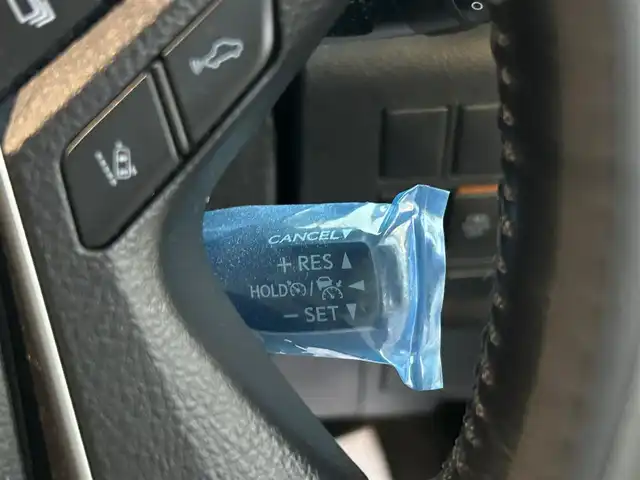 CANCEL▼
+ RES ▲
HOLD / ◀
− SET ▼